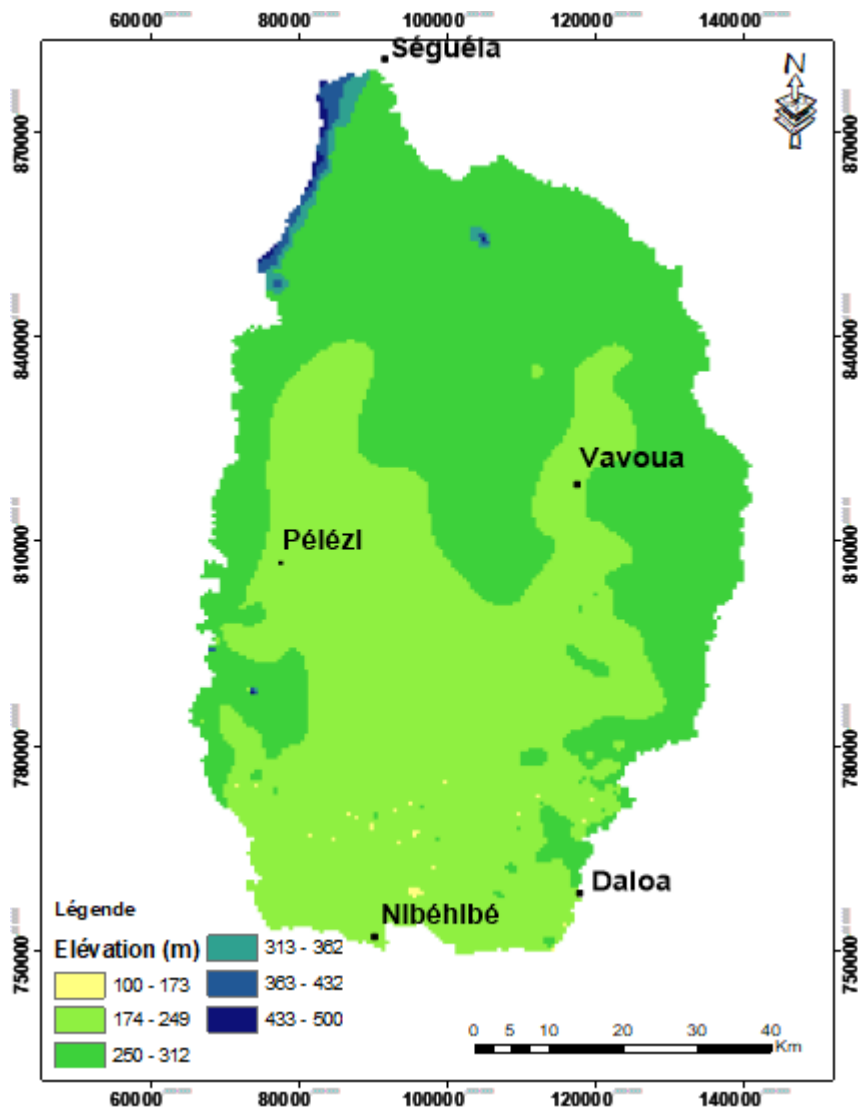 60000 80000 100000 120000 140000
Séguéla
N
870000 870000
840000 840000
Vavoua
810000 810000
Pélézi
780000 780000
Daloa
Nibéhibé
750000 750000
Légende
Elévation (m)
100 - 173
174 - 249
250 - 312
313 - 362
363 - 432
433 - 500
0 5 10 20 30 40
Km
60000 80000 100000 120000 140000